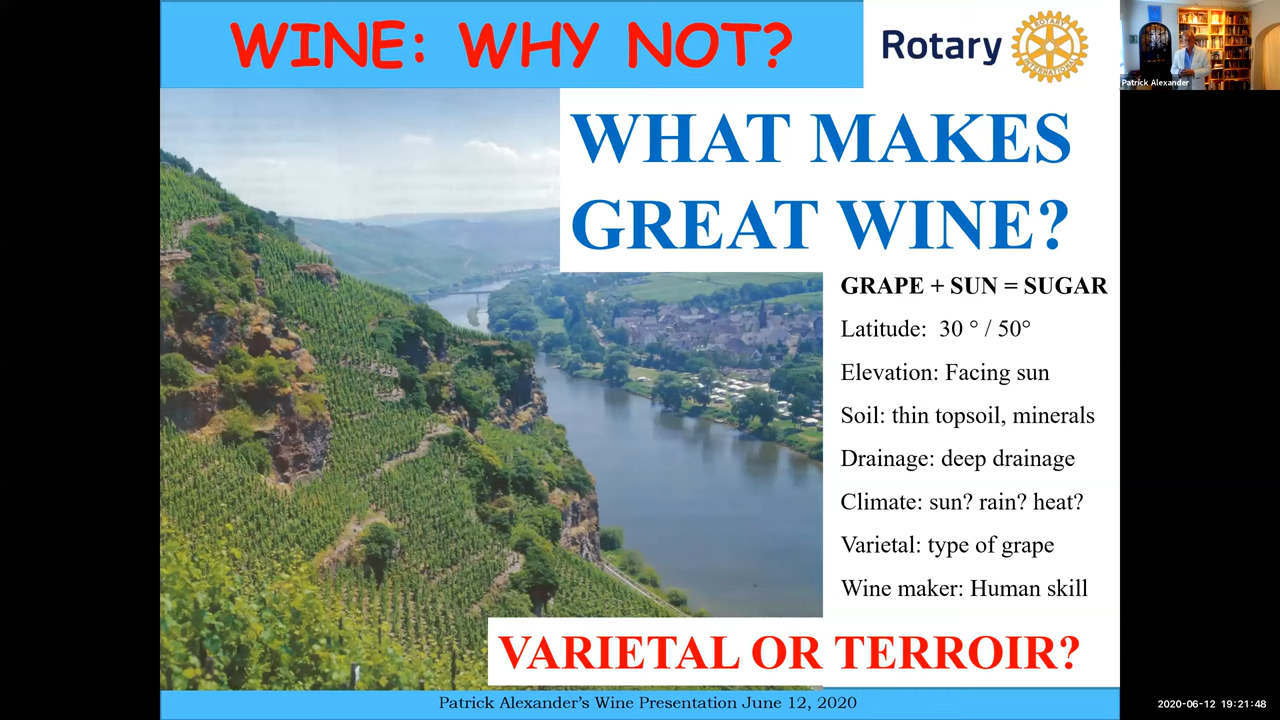 WINE: WHY NOT?
Rotary
ROTARY
INTERNATIONAL
Patrick Alexander
WHAT MAKES
GREAT WINE?
GRAPE + SUN = SUGAR
Latitude:  30 ° / 50°
Elevation: Facing sun
Soil: thin topsoil, minerals
Drainage: deep drainage
Climate: sun? rain? heat?
Varietal: type of grape
Wine maker: Human skill
VARIETAL OR TERROIR?
Patrick Alexander's Wine Presentation June 12, 2020
2020-06-12 19:21:48